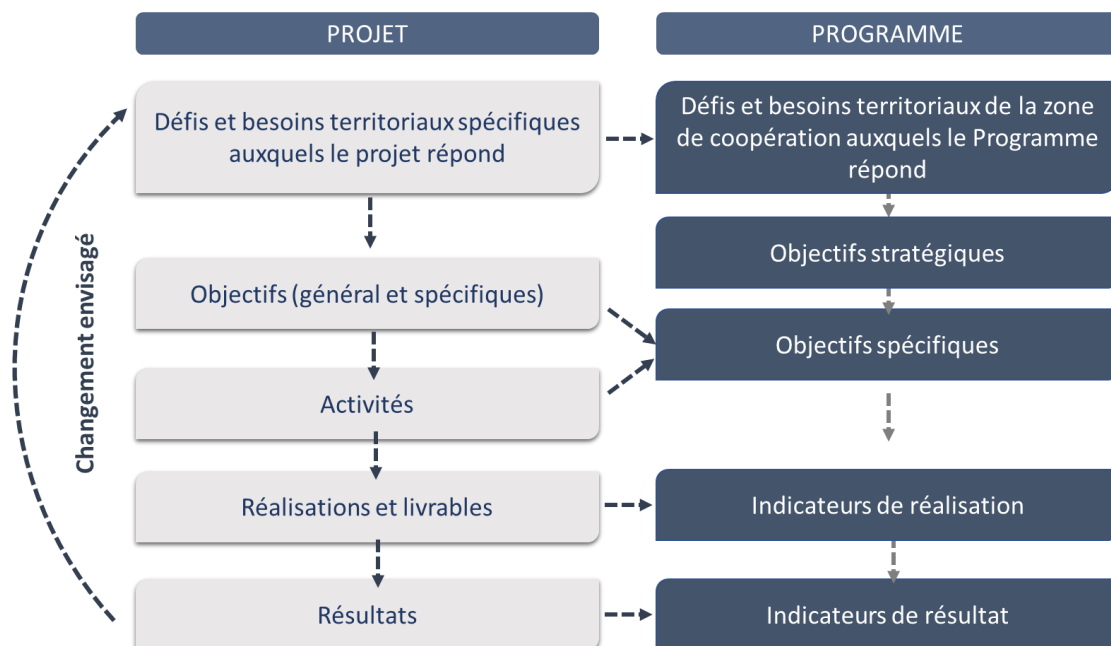 PROJET
PROGRAMME
Défis et besoins territoriaux spécifiques
auxquels le projet répond
Défis et besoins territoriaux de la zone
de coopération auxquels le Programme
répond
Changement envisagé
Objectifs stratégiques
Objectifs (général et spécifiques)
Objectifs spécifiques
Activités
Réalisations et livrables
Indicateurs de réalisation
Résultats
Indicateurs de résultat